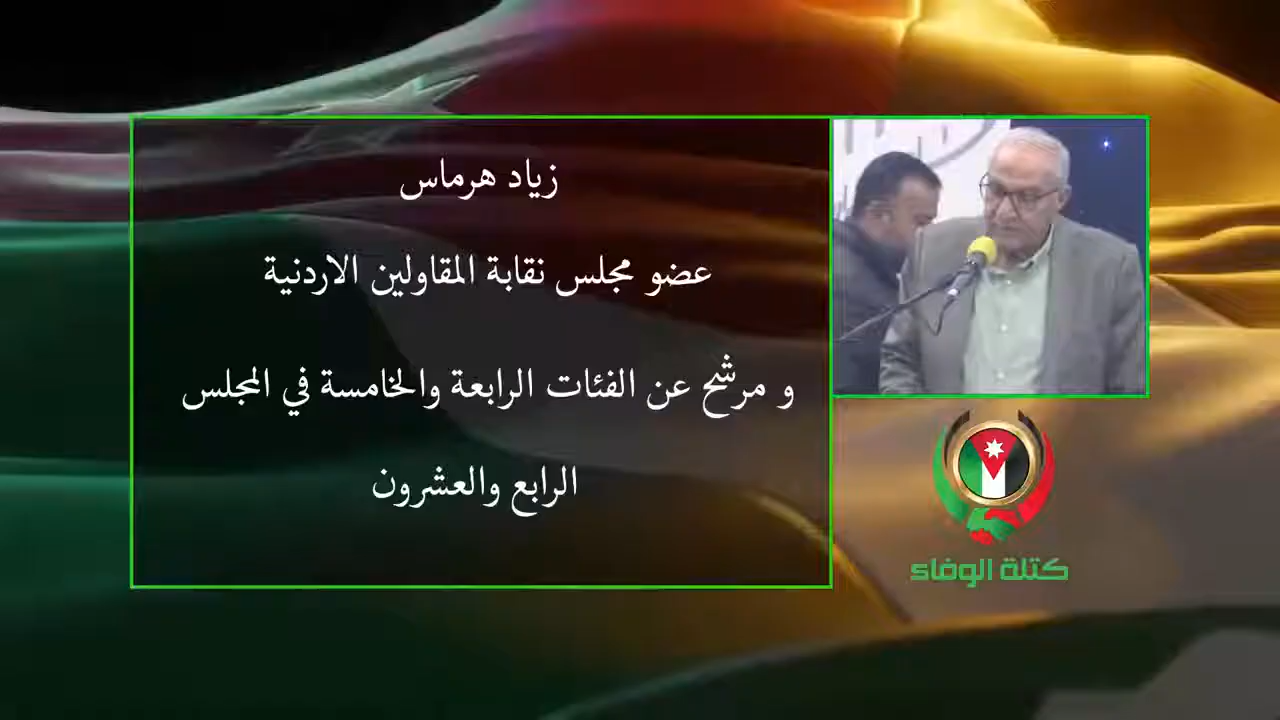 زياد هرماس
عضو مجلس نقابة المقاولين الاردنية
و مرشح عن الفئات الرابعة والخامسة في المجلس
الرابع والعشرون
كتلة الوفاء